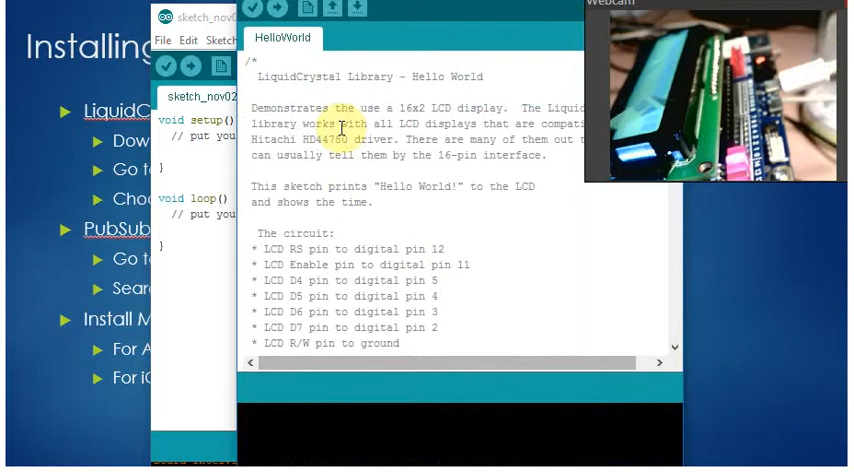 Installing
LiquidC
Dow
Go to
Choo
PubSub
Go to
Sear
Install M
For A
For iO
sketch_nov02
File Edit Sketch
sketch_nov02
void setup()
// put you
}
void loop()
// put you
}
HelloWorld
/*
LiquidCrystal Library - Hello World
Demonstrates the use a 16x2 LCD display. The Liquid
library works with all LCD displays that are compati
Hitachi HD44780 driver. There are many of them out t
can usually tell them by the 16-pin interface.
This sketch prints "Hello World!" to the LCD
and shows the time.
The circuit:
* LCD RS pin to digital pin 12
* LCD Enable pin to digital pin 11
* LCD D4 pin to digital pin 5
* LCD D5 pin to digital pin 4
* LCD D6 pin to digital pin 3
* LCD D7 pin to digital pin 2
* LCD R/W pin to ground
Webcam